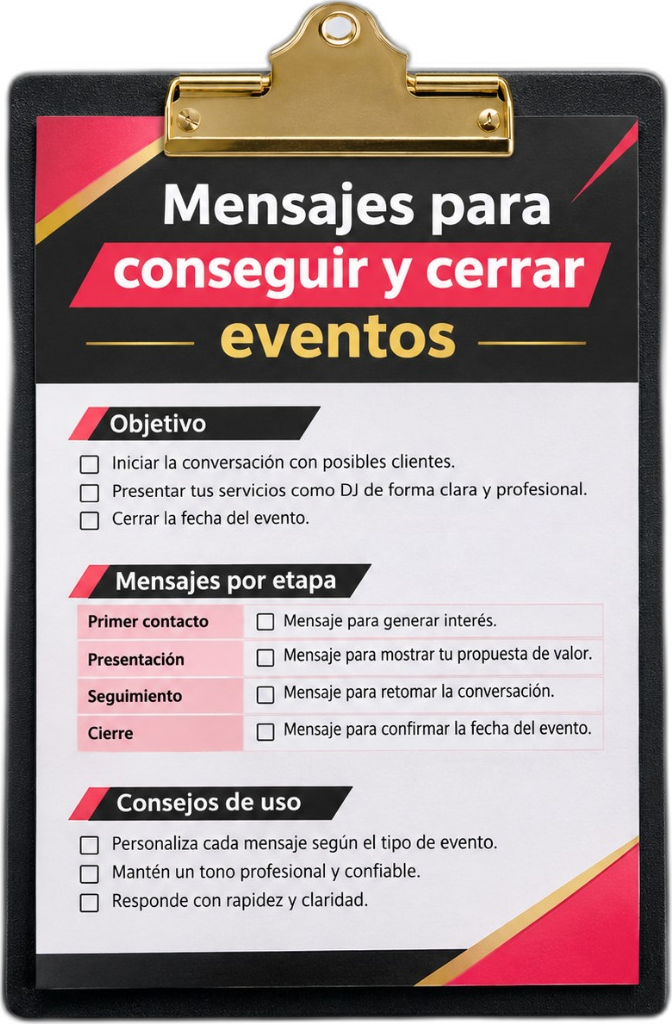 Mensajes para
conseguir y cerrar
eventos
Objetivo
Iniciar la conversación con posibles clientes.
Presentar tus servicios como DJ de forma clara y profesional.
Cerrar la fecha del evento.
Mensajes por etapa
Primer contacto Mensaje para generar interés.
Presentación Mensaje para mostrar tu propuesta de valor.
Seguimiento Mensaje para retomar la conversación.
Cierre Mensaje para confirmar la fecha del evento.
Consejos de uso
Personaliza cada mensaje según el tipo de evento.
Mantén un tono profesional y confiable.
Responde con rapidez y claridad.